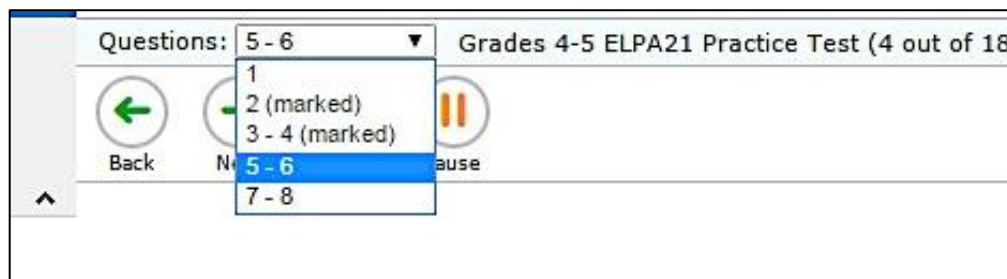 Questions: 5 - 6 Grades 4-5 ELPA21 Practice Test (4 out of 18
1
2 (marked)
3 - 4 (marked)
5 - 6
7 - 8
Back